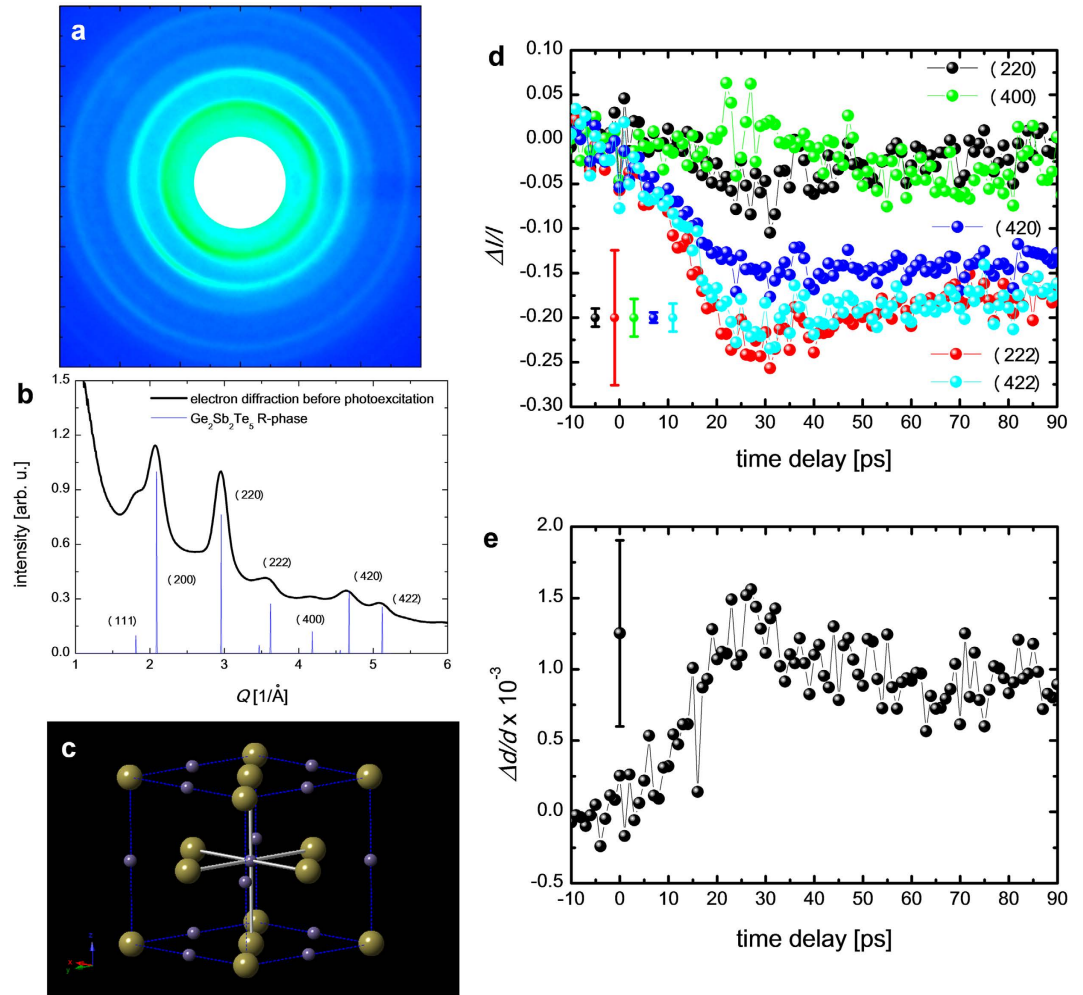 a
b
1.5
1.2
0.9
0.6
0.3
0.0
intensity [arb. u.]
electron diffraction before photoexcitation
Ge2Sb2Te5 R-phase
(111)
(200)
(220)
(222)
(400)
(420)
(422)
1 2 3 4 5 6
Q [1/Å]
c
z
x
y
d
0.10
0.05
0.00
-0.05
-0.10
-0.15
-0.20
-0.25
-0.30
ΔI/I
(220)
(400)
(420)
(222)
(422)
-10 0 10 20 30 40 50 60 70 80 90
time delay [ps]
e
2.0
1.5
1.0
0.5
0.0
-0.5
Δd/d x 10-3
-10 0 10 20 30 40 50 60 70 80 90
time delay [ps]